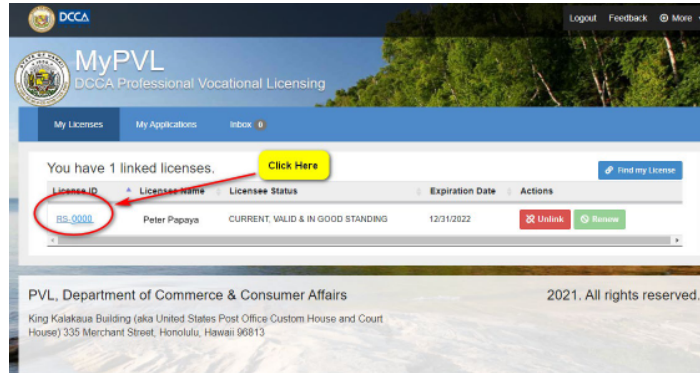 DCCA
Logout Feedback More
MyPVL
DCCA Professional Vocational Licensing
My Licenses My Applications Inbox 0
You have 1 linked licenses.
Click Here
Find my License
License ID Licensee Name Licensee Status Expiration Date Actions
RS-0000 Peter Papaya CURRENT, VALID & IN GOOD STANDING 12/31/2022 Unlink Renew
PVL, Department of Commerce & Consumer Affairs 2021. All rights reserved.
King Kalakaua Building (aka United States Post Office Custom House and Court
House) 335 Merchant Street, Honolulu, Hawaii 96813